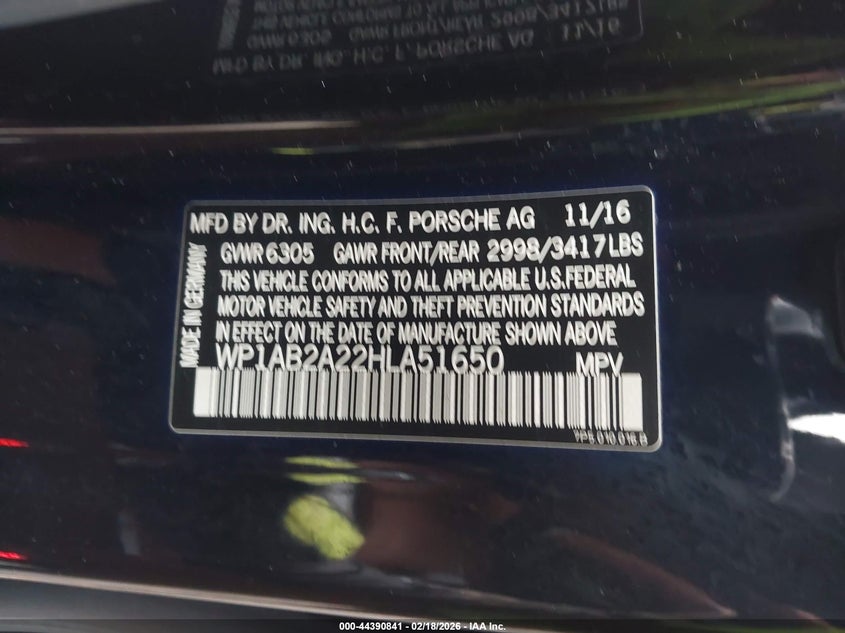 MFD BY DR. ING. H.C. F. PORSCHE AG 11/16
GVWR 6305 GAWR FRONT/REAR 2998/3417LBS
THIS VEHICLE CONFORMS TO ALL APPLICABLE U.S.FEDERAL
MOTOR VEHICLE SAFETY AND THEFT PREVENTION STANDARDS
IN EFFECT ON THE DATE OF MANUFACTURE SHOWN ABOVE
WP1AB2A22HLA51650 MPV
MADE IN GERMANY
000-44390841 - 02/18/2026 - IAA Inc.